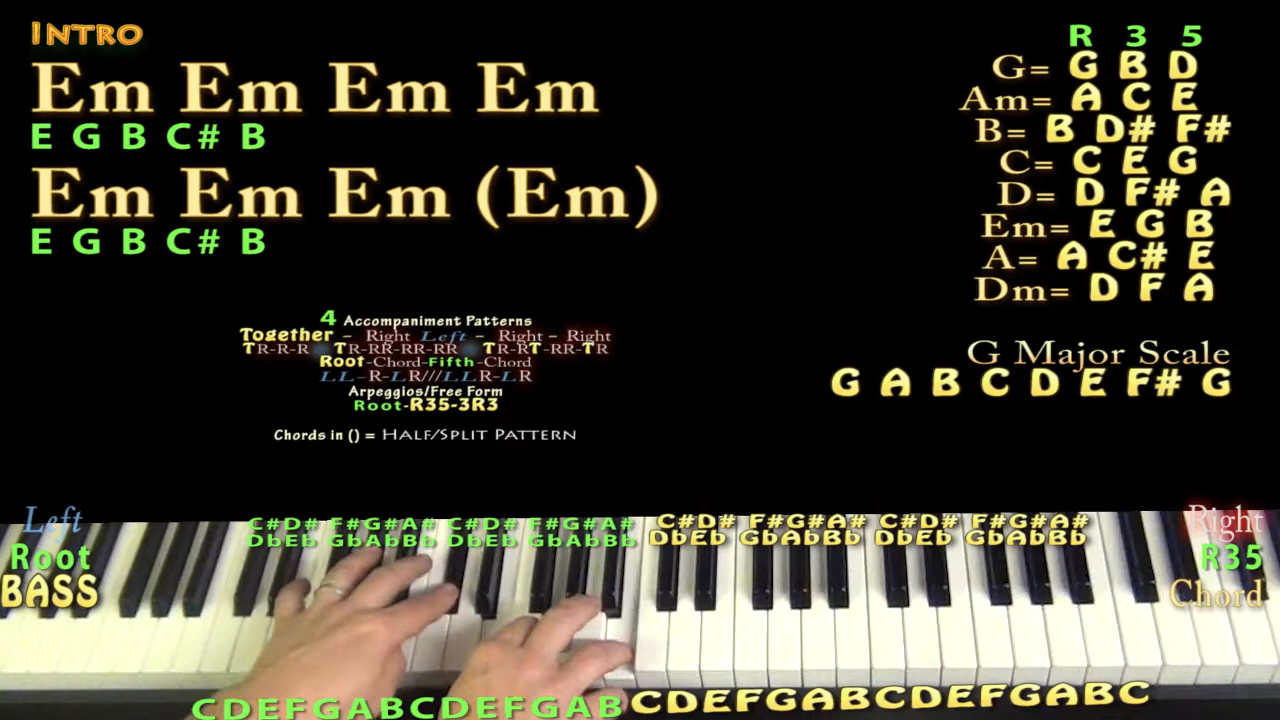 INTRO
Em Em Em Em
E G B C# B
Em Em Em (Em)
E G B C# B
R 3 5
G= G B D
Am= A C E
B= B D# F#
C= C E G
D= D F# A
Em= E G B
A= A C# E
Dm= D F A
G Major Scale
G A B C D E F# G
4 Accompaniment Patterns
Together - Right Left - Right - Right
TR-R-R TR-RR-RR-RR TR-RT-RR-TR
Root-Chord-Fifth-Chord
LL-R-LR///LLR-LR
Arpeggios/Free Form
Root-R35-3R3
Chords in () = HALF/SPLIT PATTERN
Left
Root
BASS
C#D# F#G#A# C#D# F#G#A# C#D# F#G#A# C#D# F#G#A#
DbEb GbAbBb DbEb GbAbBb DbEb GbAbBb DbEb GbAbBb
Right
R35
Chord
CDEFGABCDEFGABCDEFGABCDEFGABC